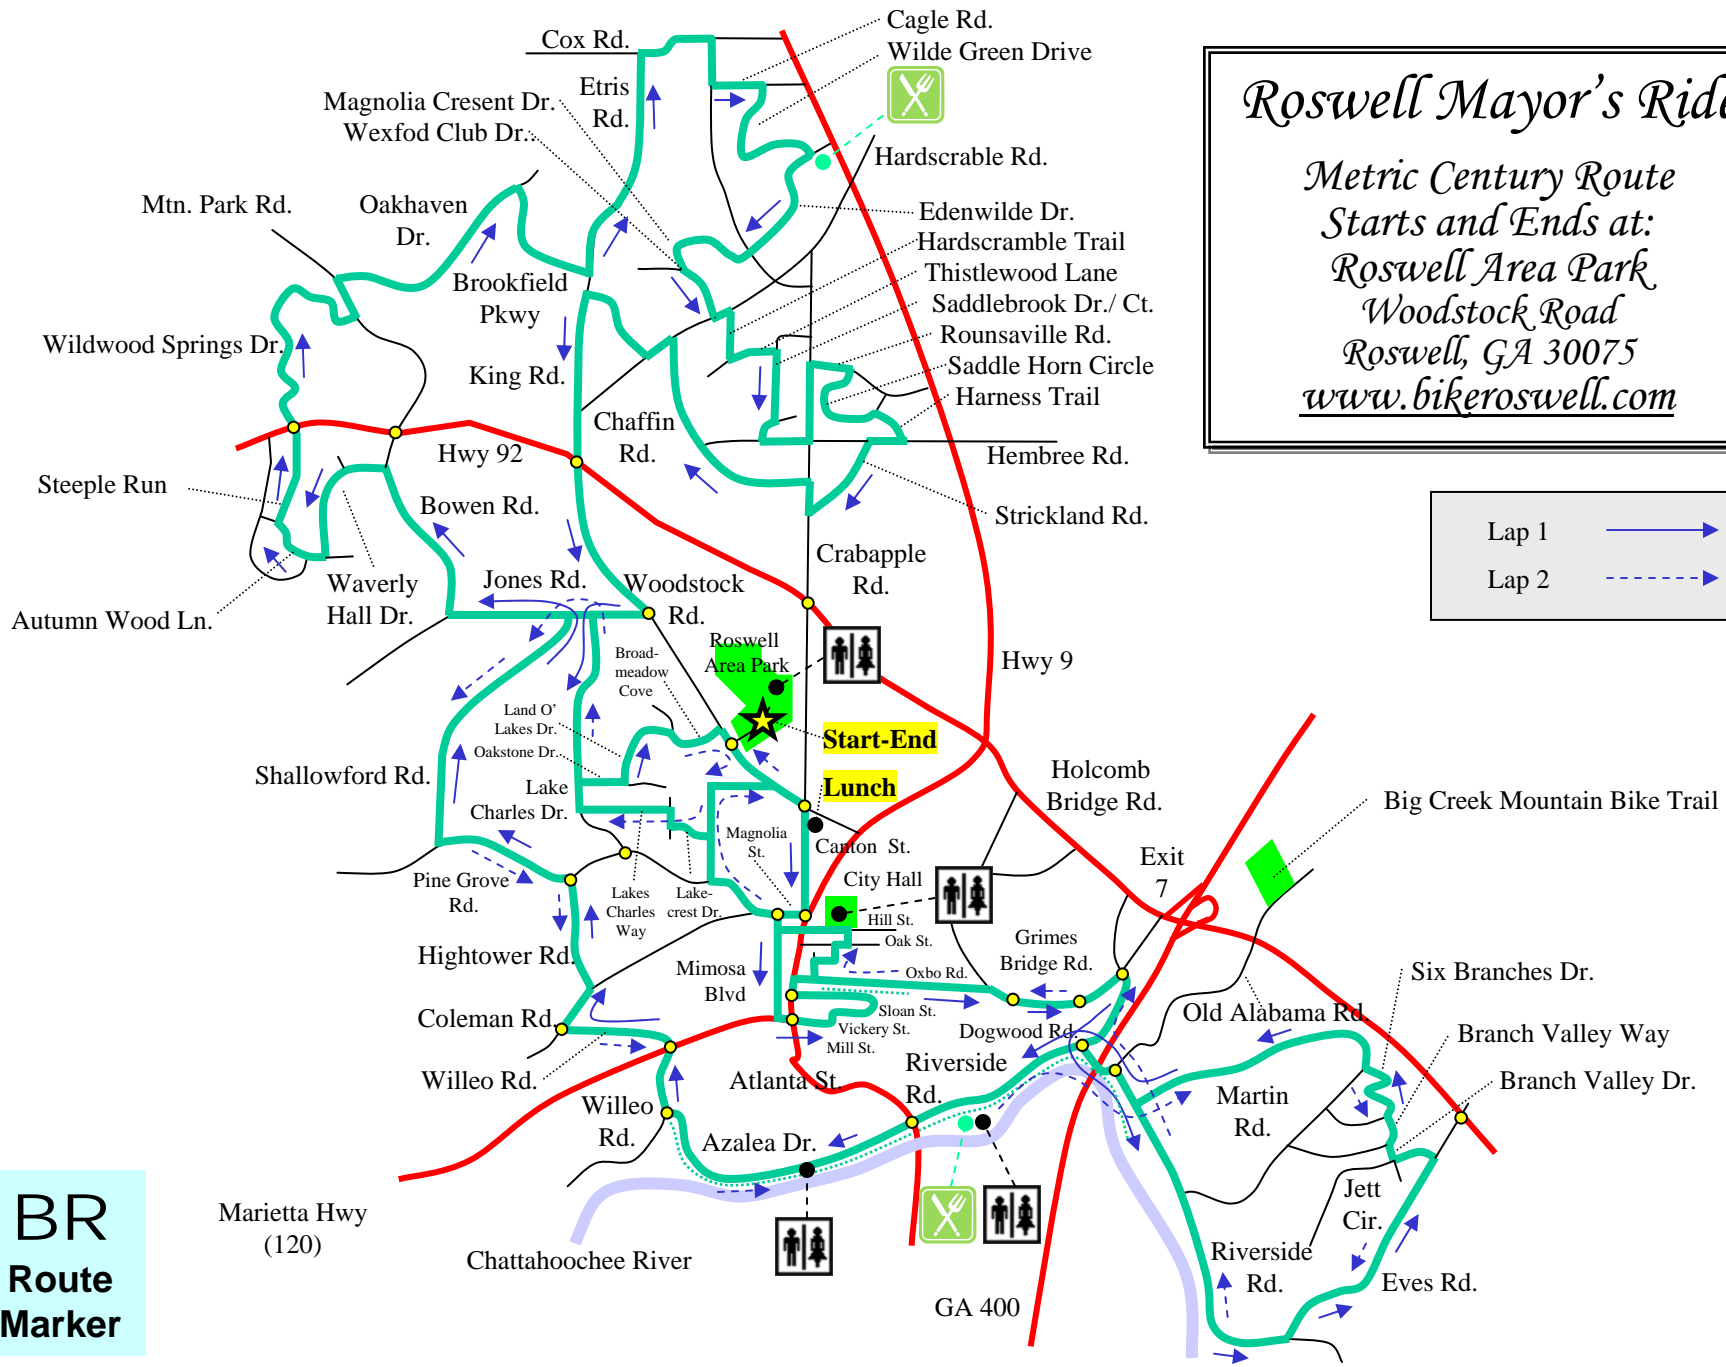 Cagle Rd.
Cox Rd.
Wilde Green Drive
Etris
Rd.
Magnolia Cresent Dr.
Wexfod Club Dr.
Roswell Mayor's Ride
Metric Century Route
Starts and Ends at:
Roswell Area Park
Woodstock Road
Roswell, GA 30075
www.bikeroswell.com
Hardscrable Rd.
Mtn. Park Rd.
Oakhaven
Dr.
Edenwilde Dr.
Hardscramble Trail
Thistlewood Lane
Saddlebrook Dr./ Ct.
Rounsaville Rd.
Saddle Horn Circle
Harness Trail
Brookfield
Pkwy
Wildwood Springs Dr.
King Rd.
Chaffin
Rd.
Hwy 92
Hembree Rd.
Steeple Run
Bowen Rd.
Strickland Rd.
Lap 1
Lap 2
Crabapple
Rd.
Waverly
Hall Dr.
Jones Rd.
Woodstock
Rd.
Autumn Wood Ln.
Roswell
Area Park
Broad-
meadow
Cove
Hwy 9
Land O'
Lakes Dr.
Oakstone Dr.
Start-End
Shallowford Rd.
Lake
Charles Dr.
Lunch
Holcomb
Bridge Rd.
Big Creek Mountain Bike Trail
Magnolia
St.
Canton St.
Exit
7
Pine Grove
Rd.
Lakes
Charles
Way
Lake-
crest Dr.
City Hall
Hill St.
Oak St.
Hightower Rd.
Mimosa
Blvd
Oxbo Rd.
Grimes
Bridge Rd.
Six Branches Dr.
Coleman Rd.
Sloan St.
Vickery St.
Mill St.
Dogwood Rd.
Old Alabama Rd.
Branch Valley Way
Willeo Rd.
Atlanta St.
Riverside
Rd.
Branch Valley Dr.
Willeo
Rd.
Azalea Dr.
Martin
Rd.
Jett
Cir.
BR
Route
Marker
Marietta Hwy
(120)
Chattahoochee River
Riverside
Rd.
Eves Rd.
GA 400